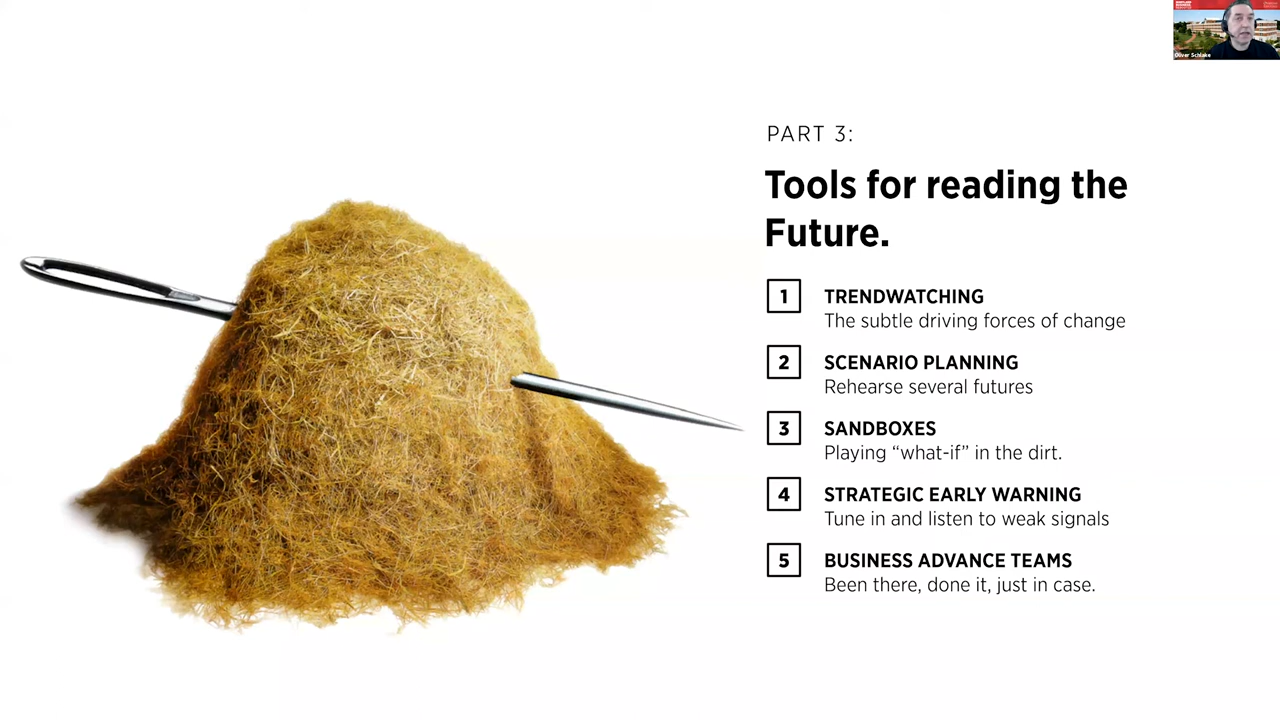 Oliver Schlake
PART 3:
Tools for reading the
Future.
1 TRENDWATCHING
The subtle driving forces of change
2 SCENARIO PLANNING
Rehearse several futures
3 SANDBOXES
Playing “what-if” in the dirt.
4 STRATEGIC EARLY WARNING
Tune in and listen to weak signals
5 BUSINESS ADVANCE TEAMS
Been there, done it, just in case.